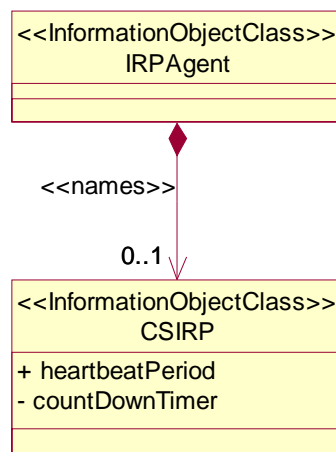 <<InformationObjectClass>>
IRPAgent
<<names>>
0..1
<<InformationObjectClass>>
CSIRP
+ heartbeatPeriod
- countDownTimer